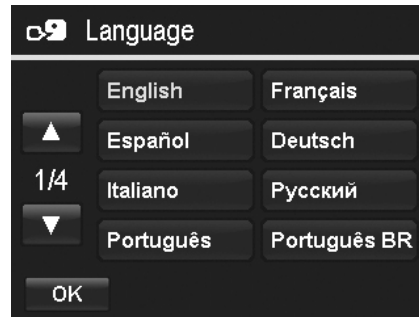 Language
English Français
Español Deutsch
1/4
Italiano Русский
Português Português BR
OK